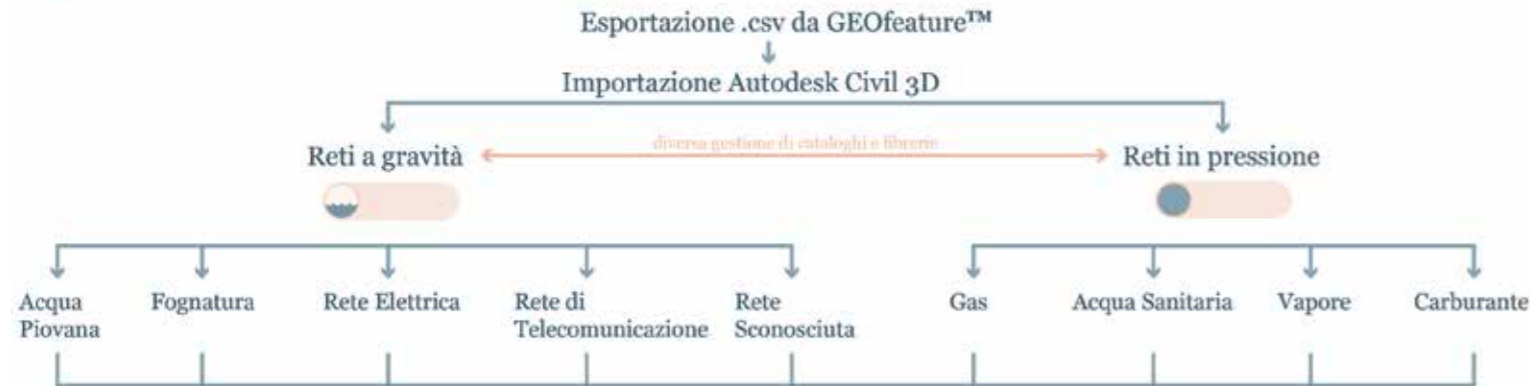 Esportazione .csv da GEOfeature™
Importazione Autodesk Civil 3D
diversa gestione di cataloghi e librerie
Reti a gravità
Reti in pressione
Acqua
Piovana
Fognatura
Rete Elettrica
Rete di
Telecomunicazione
Rete
Sconosciuta
Gas
Acqua Sanitaria
Vapore
Carburante